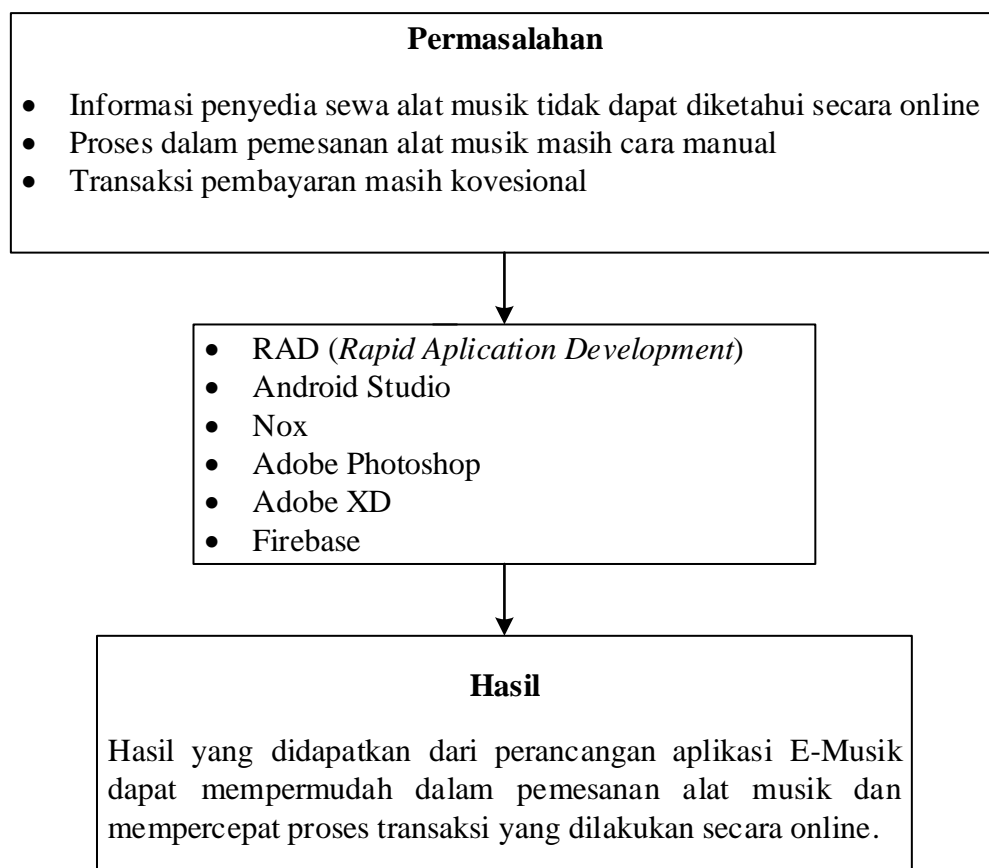 Permasalahan
• Informasi penyedia sewa alat musik tidak dapat diketahui secara online
• Proses dalam pemesanan alat musik masih cara manual
• Transaksi pembayaran masih kovesional
• RAD (Rapid Aplication Development)
• Android Studio
• Nox
• Adobe Photoshop
• Adobe XD
• Firebase
Hasil
Hasil yang didapatkan dari perancangan aplikasi E-Musik
dapat mempermudah dalam pemesanan alat musik dan
mempercepat proses transaksi yang dilakukan secara online.